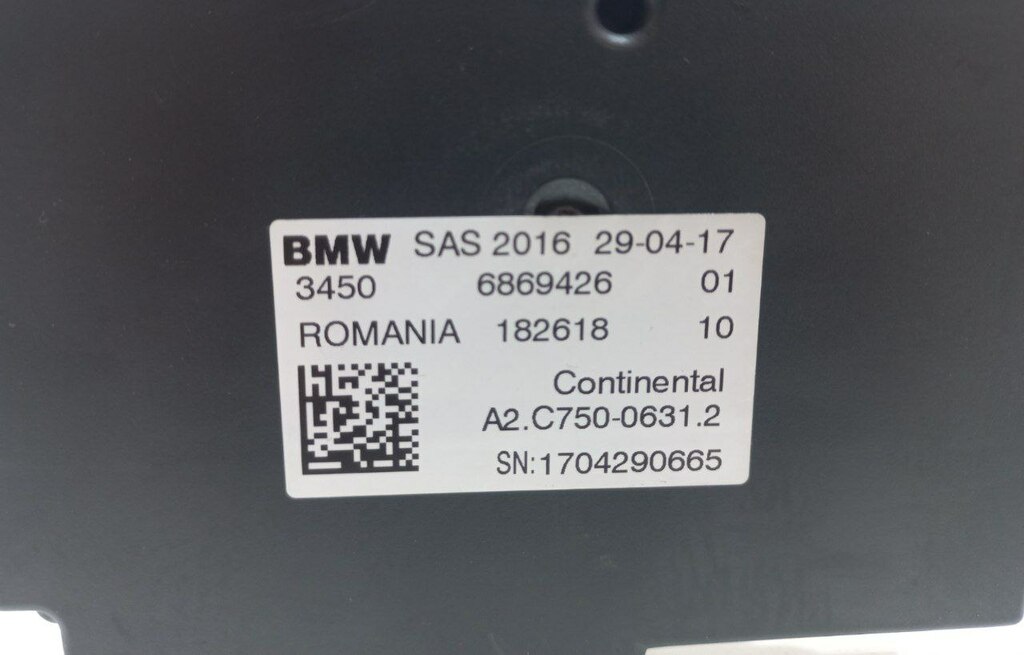 BMW SAS 2016 29-04-17
3450 6869426 01
ROMANIA 182618 10
Continental
A2.C750-0631.2
SN:1704290665